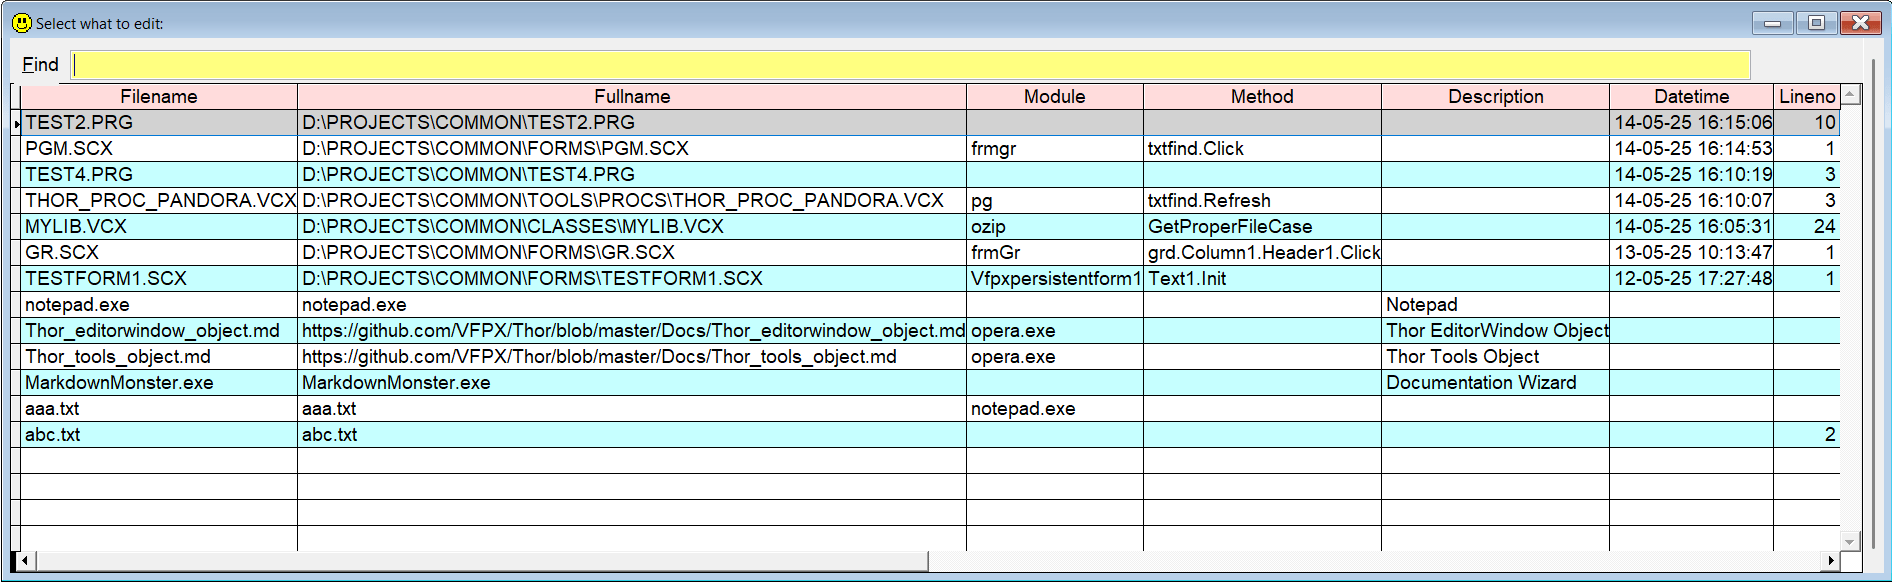 Select what to edit:
Find
Filename Fullname Module Method Description Datetime Lineno
TEST2.PRG D:\PROJECTS\COMMON\TEST2.PRG 14-05-25 16:15:06 10
PGM.SCX D:\PROJECTS\COMMON\FORMS\PGM.SCX frmgr txtfind.Click 14-05-25 16:14:53 1
TEST4.PRG D:\PROJECTS\COMMON\TEST4.PRG 14-05-25 16:10:19 3
THOR_PROC_PANDORA.VCX D:\PROJECTS\COMMON\TOOLS\PROCS\THOR_PROC_PANDORA.VCX pg txtfind.Refresh 14-05-25 16:10:07 3
MYLIB.VCX D:\PROJECTS\COMMON\CLASSES\MYLIB.VCX ozip GetProperFileCase 14-05-25 16:05:31 24
GR.SCX D:\PROJECTS\COMMON\FORMS\GR.SCX frmGr grd.Column1.Header1.Click 13-05-25 10:13:47 1
TESTFORM1.SCX D:\PROJECTS\COMMON\FORMS\TESTFORM1.SCX Vfpxpersistentform1 Text1.Init 12-05-25 17:27:48 1
notepad.exe notepad.exe Notepad
Thor_editorwindow_object.md https://github.com/VFPX/Thor/blob/master/Docs/Thor_editorwindow_object.md opera.exe Thor EditorWindow Object
Thor_tools_object.md https://github.com/VFPX/Thor/blob/master/Docs/Thor_tools_object.md opera.exe Thor Tools Object
MarkdownMonster.exe MarkdownMonster.exe Documentation Wizard
aaa.txt aaa.txt notepad.exe
abc.txt abc.txt 2